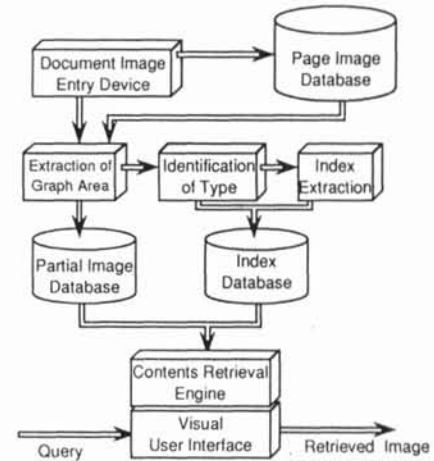 Document Image
Entry Device
Page Image
Database
Extraction of
Graph Area
Identification
of Type
Index
Extraction
Partial Image
Database
Index
Database
Contents Retrieval
Engine
Visual
User Interface
Query
Retrieved Image